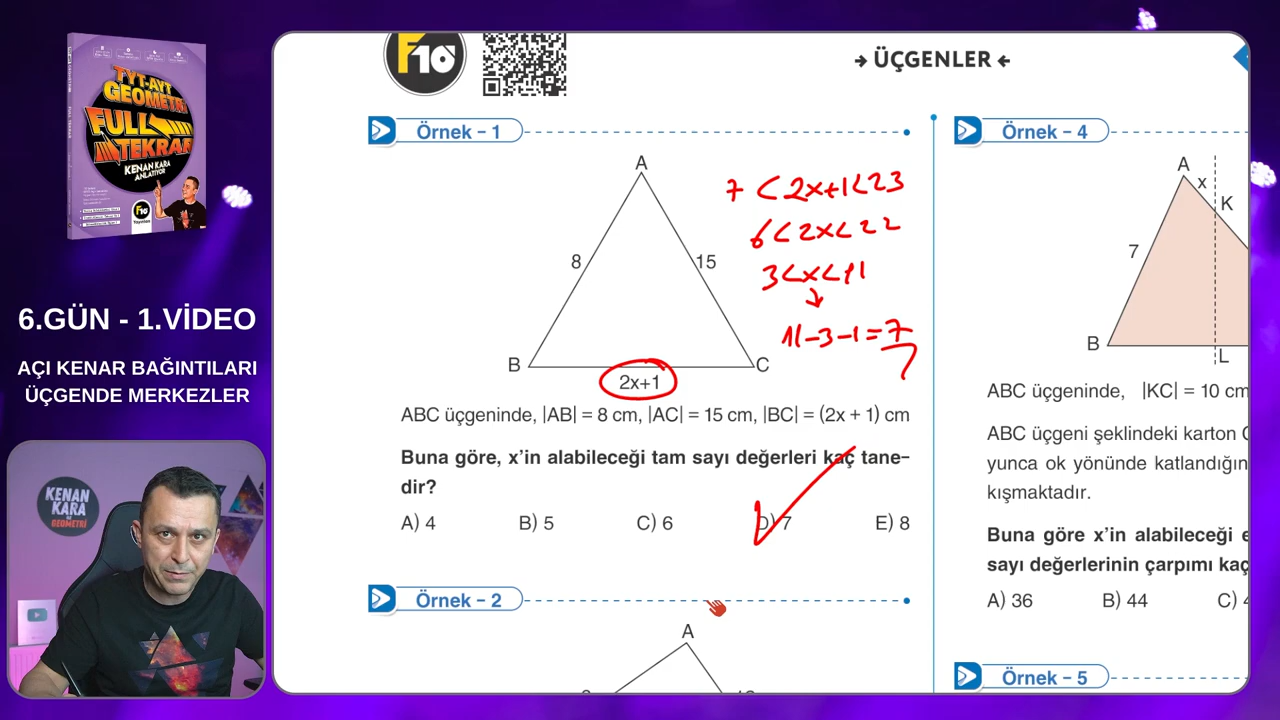 TYT-AYT
GEOMETRİ
FULL
TEKRAR
KENAN KARA
ANLATIYOR
F10
6.GÜN - 1.VİDEO
AÇI KENAR BAĞINTILARI
ÜÇGENDE MERKEZLER
KENAN
KARA
GEOMETRİ
F10
→ ÜÇGENLER ←
Örnek – 1
A
8
15
B
C
2x+1
7 < 2x+1 < 23
6 < 2x < 22
3 < x < 11
11-3-1=7
ABC üçgeninde, |AB| = 8 cm, |AC| = 15 cm, |BC| = (2x + 1) cm
Buna göre, x'in alabileceği tam sayı değerleri kaç tane-
dir?
A) 4 B) 5 C) 6 D) 7 E) 8
Örnek – 2
A
Örnek – 4
A
x
K
7
B
L
ABC üçgeninde, |KC| = 10 cm
ABC üçgeni şeklindeki karton
yunca ok yönünde katlandığın
kışmaktadır.
Buna göre x'in alabileceği e
sayı değerlerinin çarpımı kaç
A) 36 B) 44 C) 4
Örnek – 5